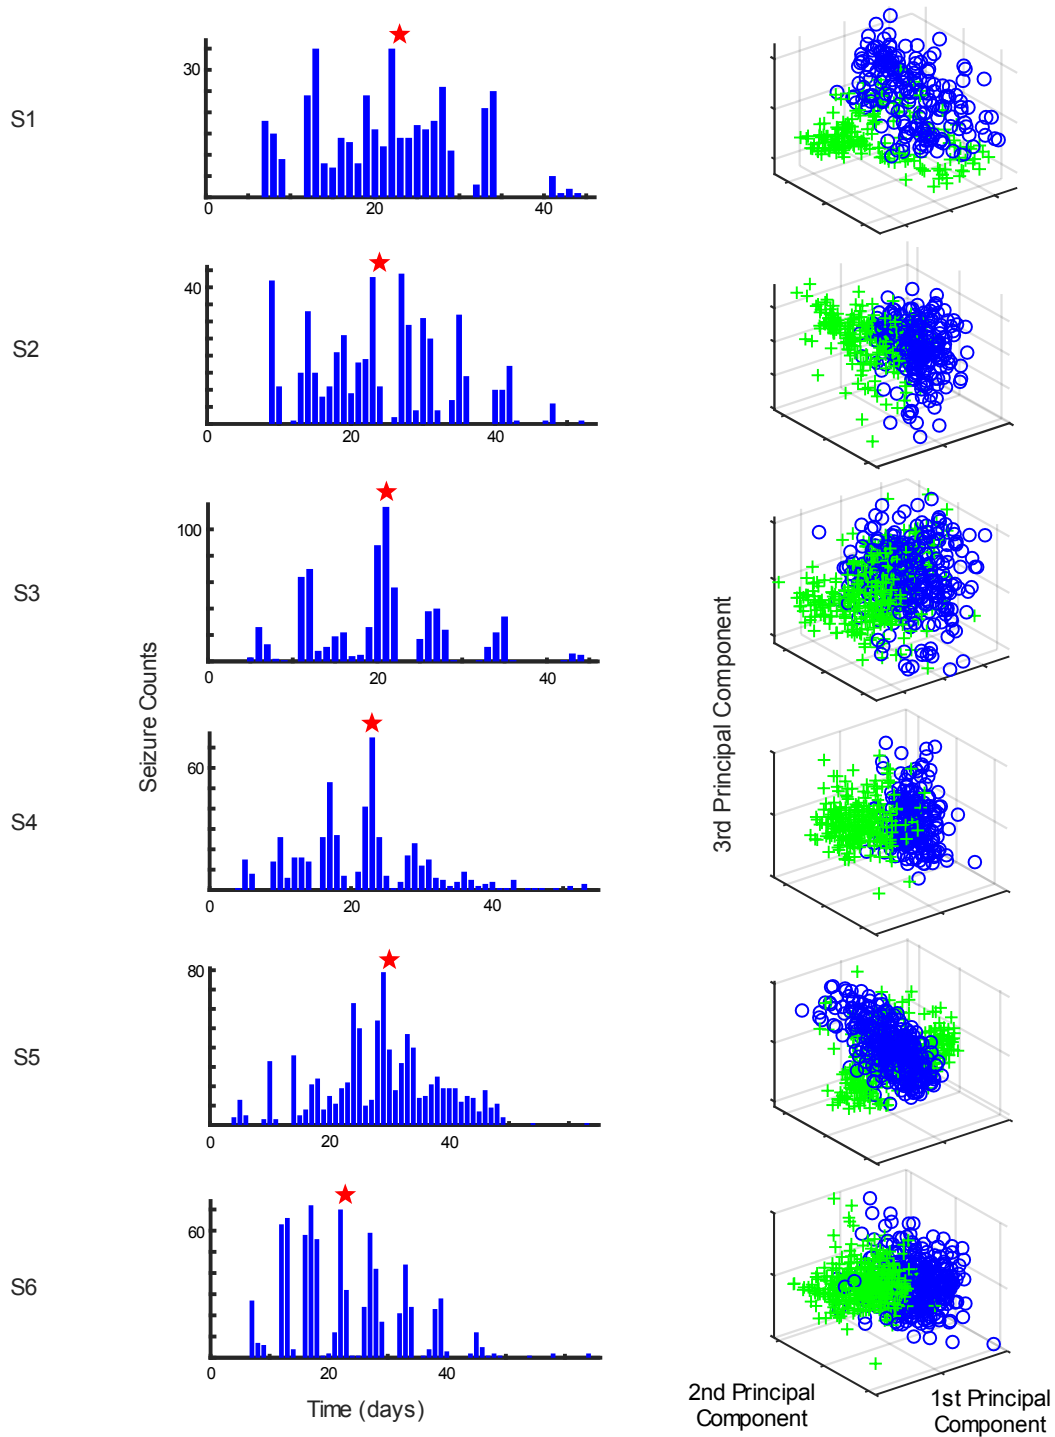 S1
30
0
20
40
S2
40
0
20
40
S3
100
0
20
40
Seizure Counts
3rd Principal Component
S4
60
0
20
40
S5
80
0
20
40
S6
60
0
20
40
Time (days)
2nd Principal
Component
1st Principal
Component